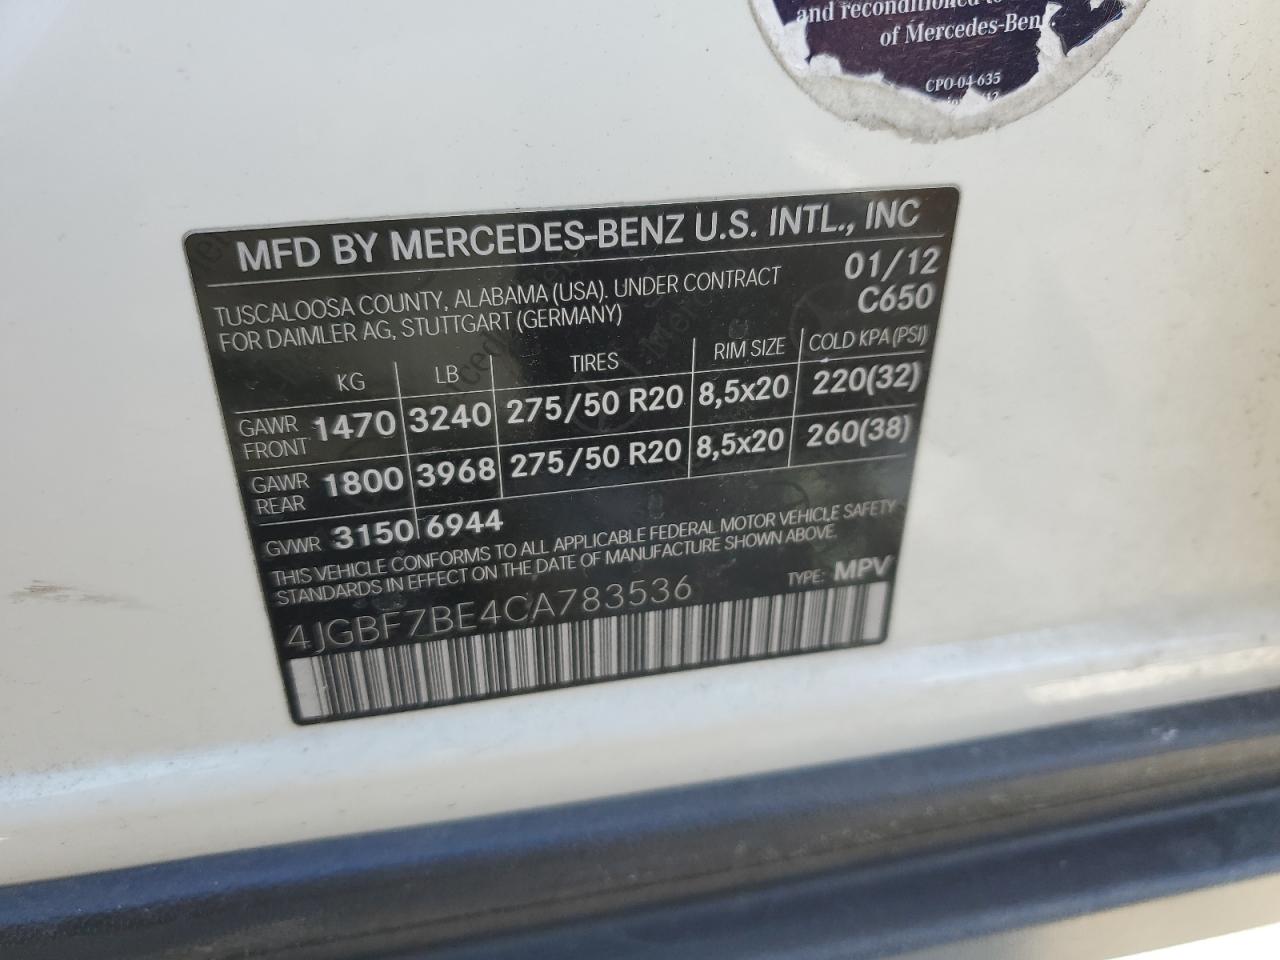 and reconditioned to
of Mercedes-Benz.
CPO-04-635
MFD BY MERCEDES-BENZ U.S. INTL., INC
TUSCALOOSA COUNTY, ALABAMA (USA). UNDER CONTRACT 01/12
FOR DAIMLER AG, STUTTGART (GERMANY) C650
KG LB TIRES RIM SIZE COLD KPA (PSI)
GAWR FRONT 1470 3240 275/50 R20 8,5x20 220(32)
GAWR REAR 1800 3968 275/50 R20 8,5x20 260(38)
GVWR 3150 6944
THIS VEHICLE CONFORMS TO ALL APPLICABLE FEDERAL MOTOR VEHICLE SAFETY
STANDARDS IN EFFECT ON THE DATE OF MANUFACTURE SHOWN ABOVE.
4JGBF7BE4CA783536 TYPE: MPV